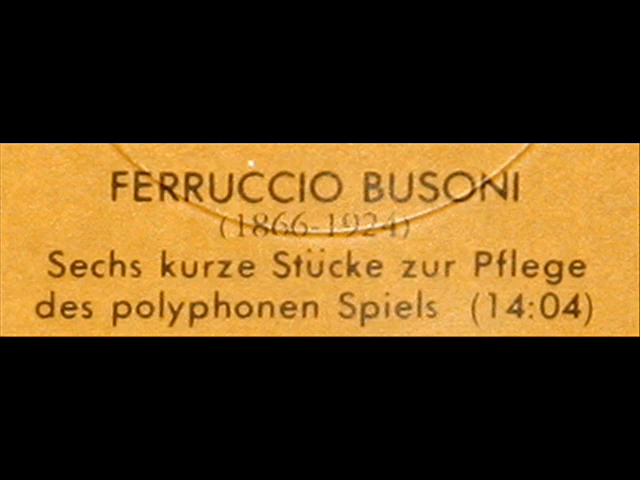 FERRUCCIO BUSONI
(1866-1924)
Sechs kurze Stücke zur Pflege
des polyphonen Spiels (14:04)